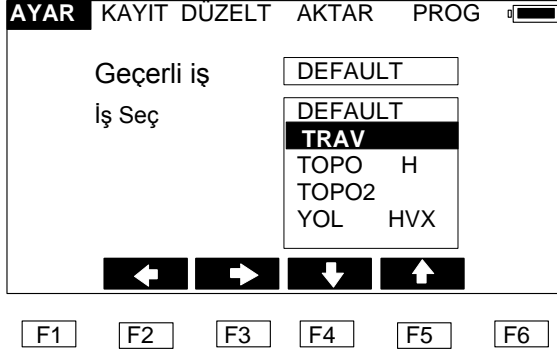 AYAR KAYIT DÜZELT AKTAR PROG
Geçerli iş DEFAULT
İş Seç DEFAULT
TRAV
TOPO H
TOPO2
YOL HVX
F1 F2 F3 F4 F5 F6